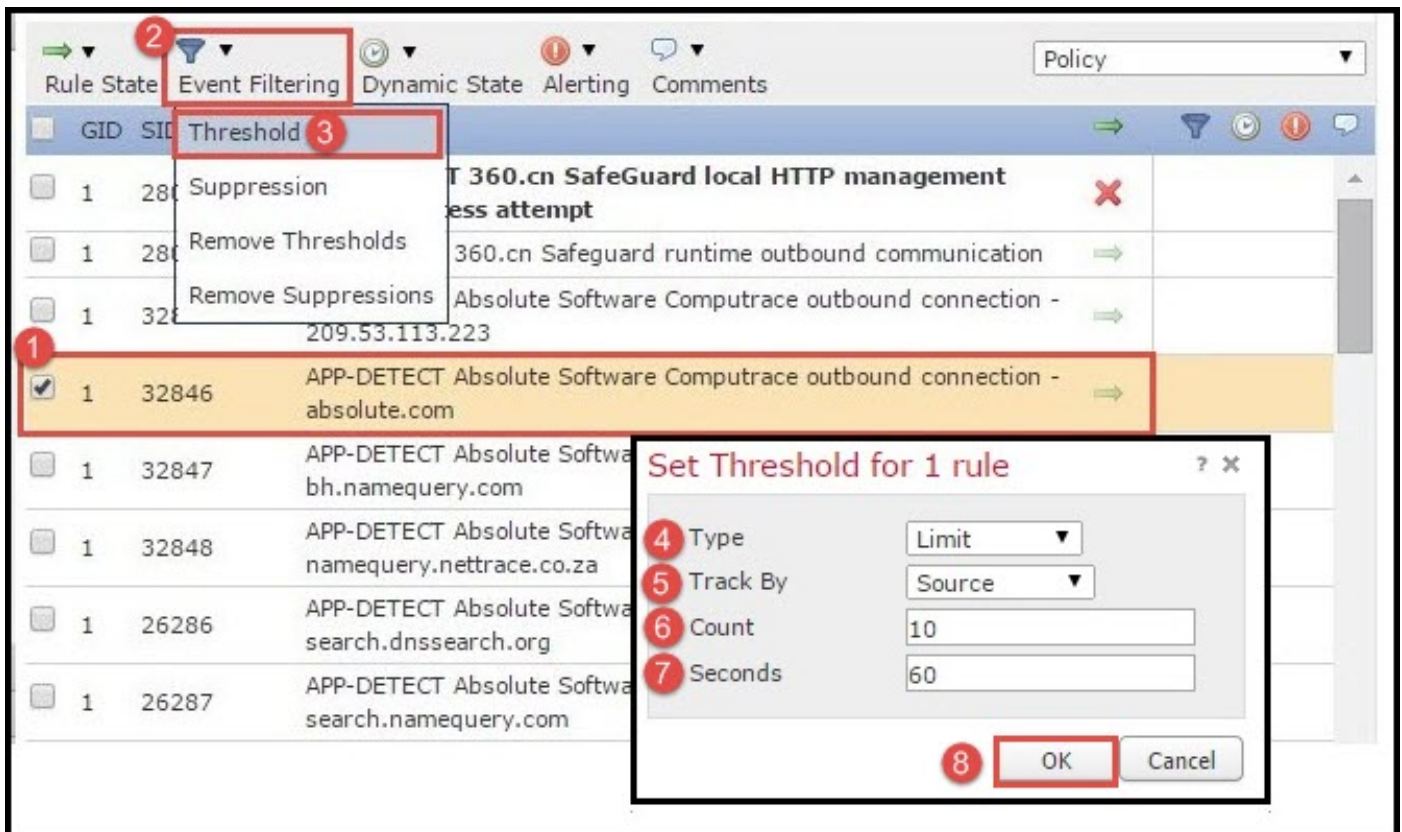 2
Policy
Rule State Event Filtering Dynamic State Alerting Comments
GID SID
Threshold 3
Suppression
Remove Thresholds
Remove Suppressions
1 T 360.cn SafeGuard local HTTP management
ess attempt
1 360.cn Safeguard runtime outbound communication
1 Absolute Software Computrace outbound connection -
209.53.113.223
1
1 32846 APP-DETECT Absolute Software Computrace outbound connection -
absolute.com
1 32847 APP-DETECT Absolute Softwa
bh.namequery.com
1 32848 APP-DETECT Absolute Softwa
namequery.nettrace.co.za
1 26286 APP-DETECT Absolute Softwa
search.dnssearch.org
1 26287 APP-DETECT Absolute Softwa
search.namequery.com
Set Threshold for 1 rule ?
4 Type Limit
5 Track By Source
6 Count 10
7 Seconds 60
8 OK Cancel